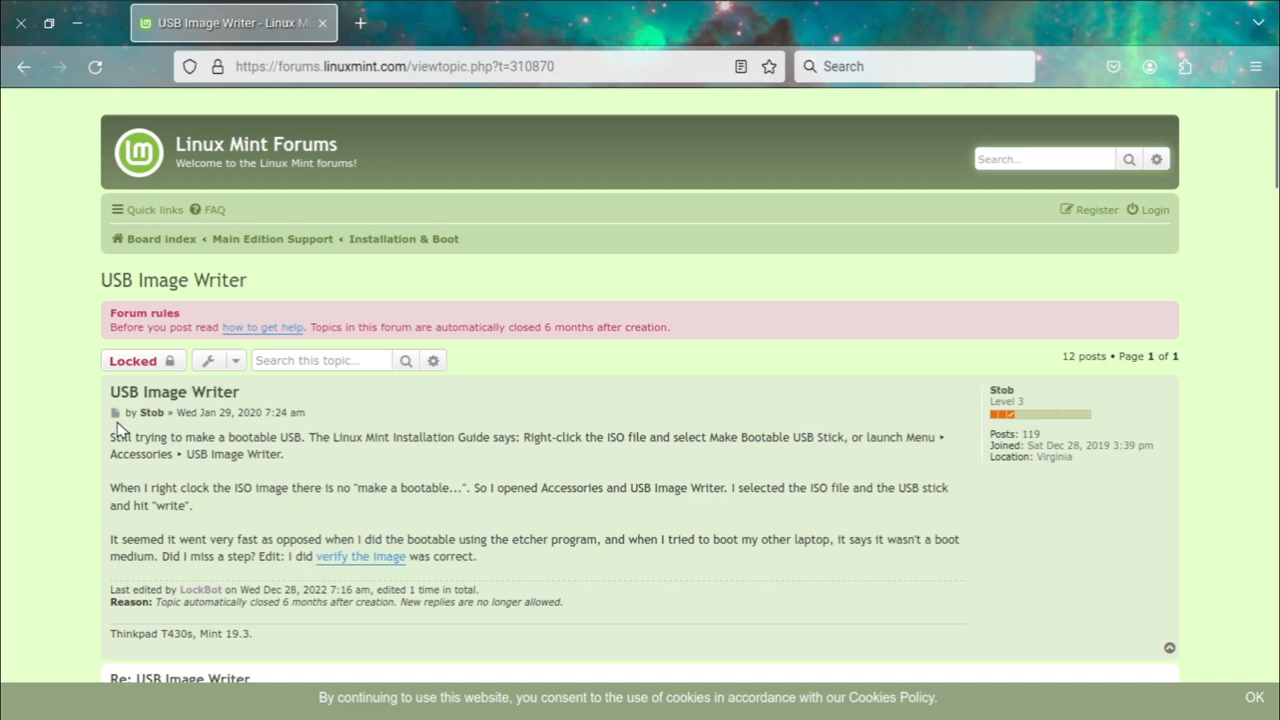 USB Image Writer - Linux M
https://forums.linuxmint.com/viewtopic.php?t=310870
Search
Linux Mint Forums
Welcome to the Linux Mint forums!
Search…
Quick links FAQ
Register Login
Board index ‹ Main Edition Support ‹ Installation & Boot
USB Image Writer
Forum rules
Before you post read how to get help. Topics in this forum are automatically closed 6 months after creation.
Locked
Search this topic…
12 posts • Page 1 of 1
USB Image Writer
by Stob » Wed Jan 29, 2020 7:24 am
Still trying to make a bootable USB. The Linux Mint Installation Guide says: Right-click the ISO file and select Make Bootable USB Stick, or launch Menu ‣
Accessories ‣ USB Image Writer.
When I right clock the ISO image there is no "make a bootable...". So I opened Accessories and USB Image Writer. I selected the ISO file and the USB stick
and hit "write".
It seemed it went very fast as opposed when I did the bootable using the etcher program, and when I tried to boot my other laptop, it says it wasn't a boot
medium. Did I miss a step? Edit: I did verify the image was correct.
Last edited by LockBot on Wed Dec 28, 2022 7:16 am, edited 1 time in total.
Reason: Topic automatically closed 6 months after creation. New replies are no longer allowed.
Thinkpad T430s, Mint 19.3.
Stob
Level 3
Posts: 119
Joined: Sat Dec 28, 2019 3:39 pm
Location: Virginia
Re: USB Image Writer
By continuing to use this website, you consent to the use of cookies in accordance with our Cookies Policy.
OK